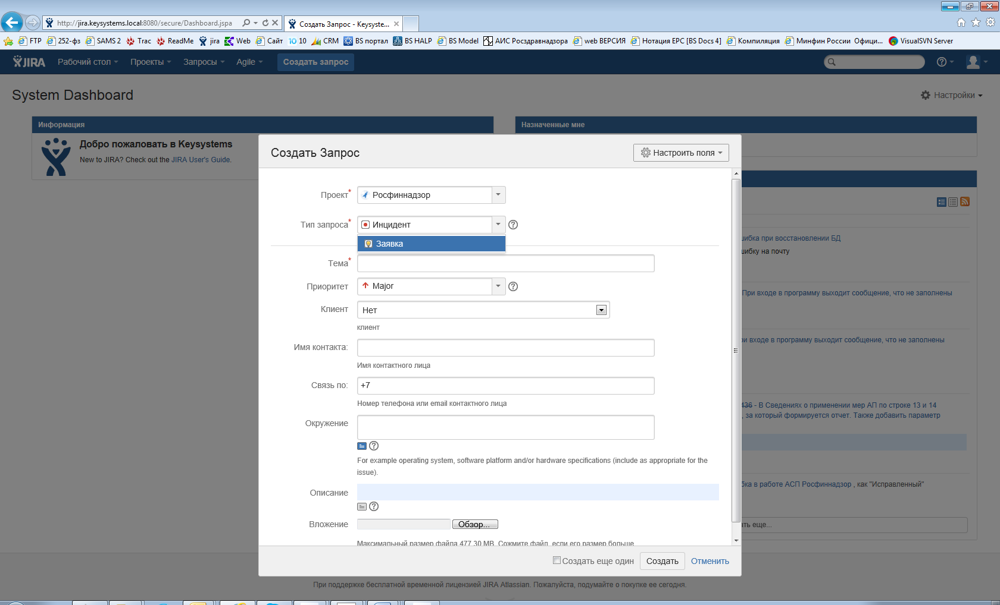 http://jira.keysystems.local:8080/secure/Dashboard.jspa
Создать Запрос - Keysyste...
FTP 252-фз SAMS 2 Trac ReadMe jira Web Сайт 10 10 CRM BS портал BS HALP BS Model АИС Росздравнадзора web ВЕРСИЯ Нотация ЕРС [BS Docs 4] Компиляция Минфин России Офици... VisualSVN Server
JIRA Рабочий стол Проекты Запросы Agile Создать запрос
System Dashboard
Настройки
Информация
Назначенные мне
Добро пожаловать в Keysystems
New to JIRA? Check out the JIRA User's Guide.
Создать Запрос
Настроить поля
Проект*
Росфиннадзор
Тип запроса*
Инцидент
Заявка
Тема*
Приоритет
Major
Клиент
Нет
клиент
Имя контакта:
Имя контактного лица
Связь по:
+7
Номер телефона или email контактного лица
Окружение
For example operating system, software platform and/or hardware specifications (include as appropriate for the
issue).
Описание
Вложение
Обзор...
Максимальный размер файла 477.30 MB. Сожмите файл, если его размер больше
Создать еще один
Создать
Отменить
шибка при восстановлении БД
шибку на почту
При входе в программу выходит сообщение, что не заполнены
ри входе в программу выходит сообщение, что не заполнены
436 - В Сведениях о применении мер АП по строке 13 и 14
, за который формируется отчет. Также добавить параметр
бка в работе АСП Росфиннадзор , как "Исправленный"
ть еще...
При поддержке бесплатной временной лицензией JIRA Atlassian. Пожалуйста, подумайте о покупке ее сегодня.